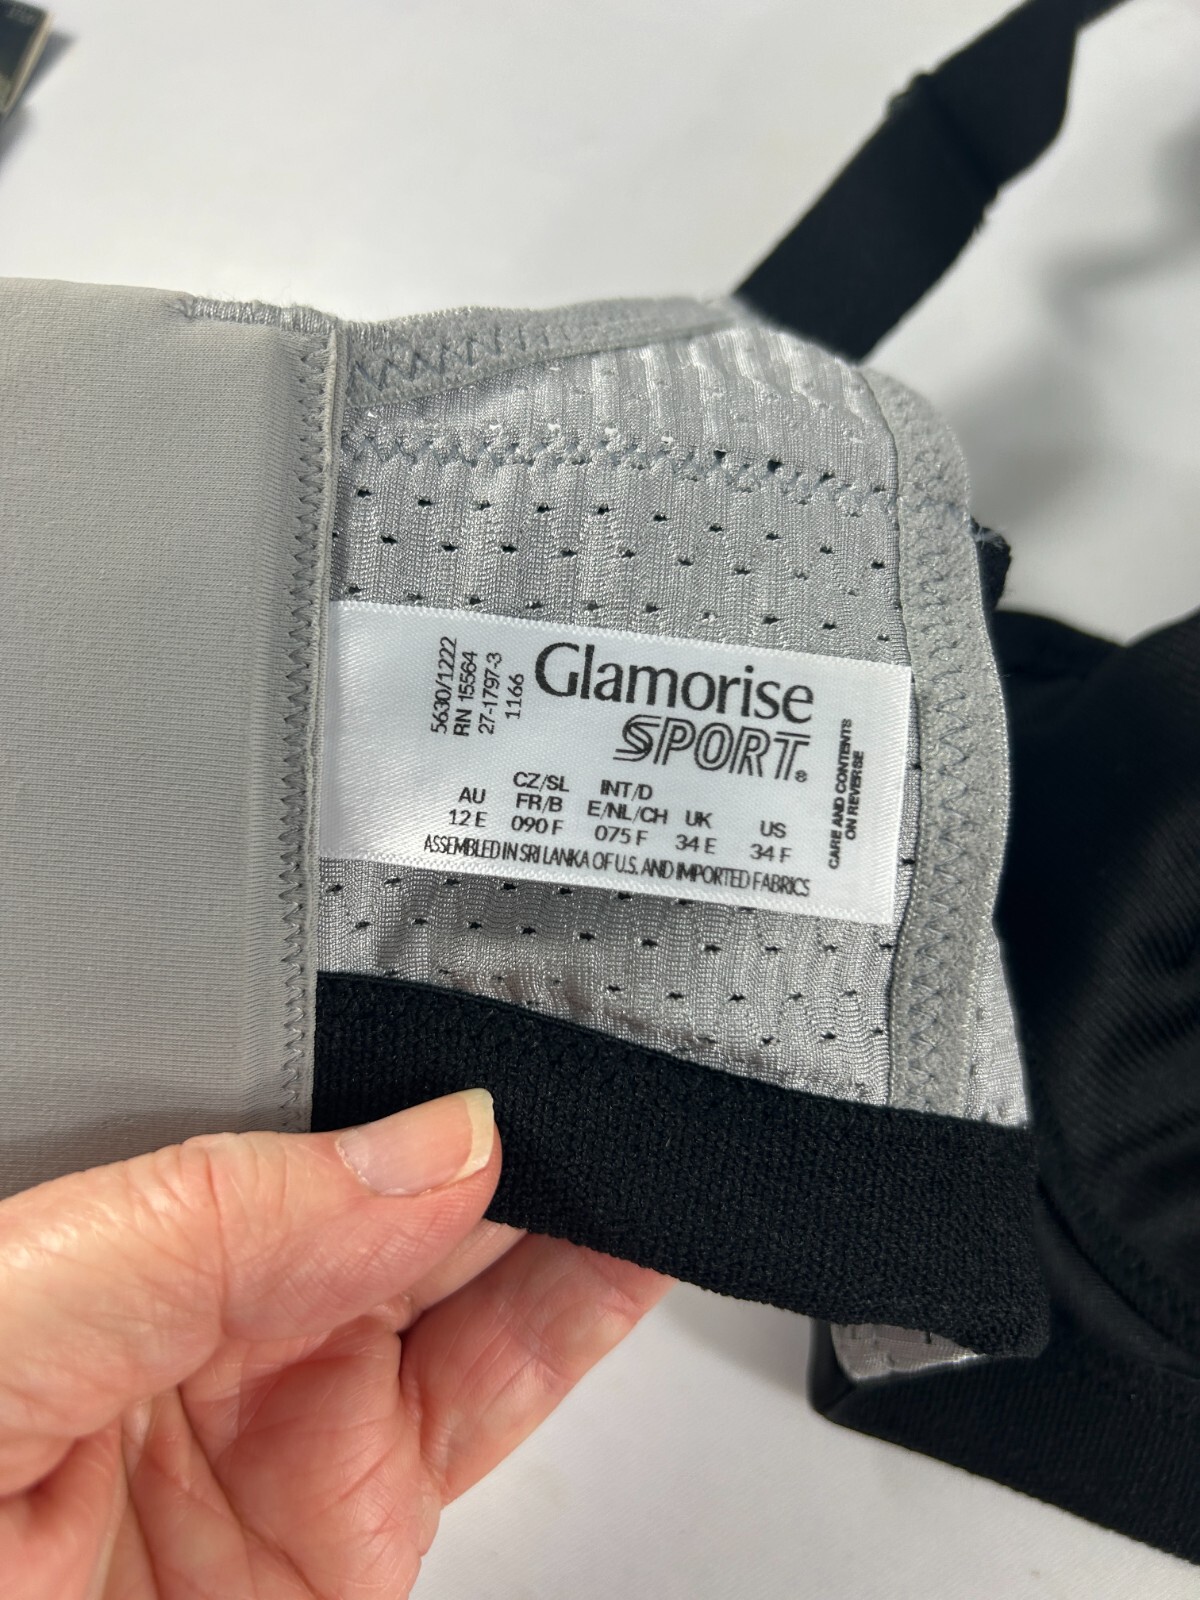 Glamorise
SPORT®
5630/1222
RN 15564
27-1797-3
1166
AU
12 E
CZ/SL
FR/B
090 F
INT/D
E/NL/CH
075 F
UK
34 E
US
34 F
ASSEMBLED IN SRI LANKA OF U.S. AND IMPORTED FABRICS
CARE AND CONTENTS
ON REVERSE